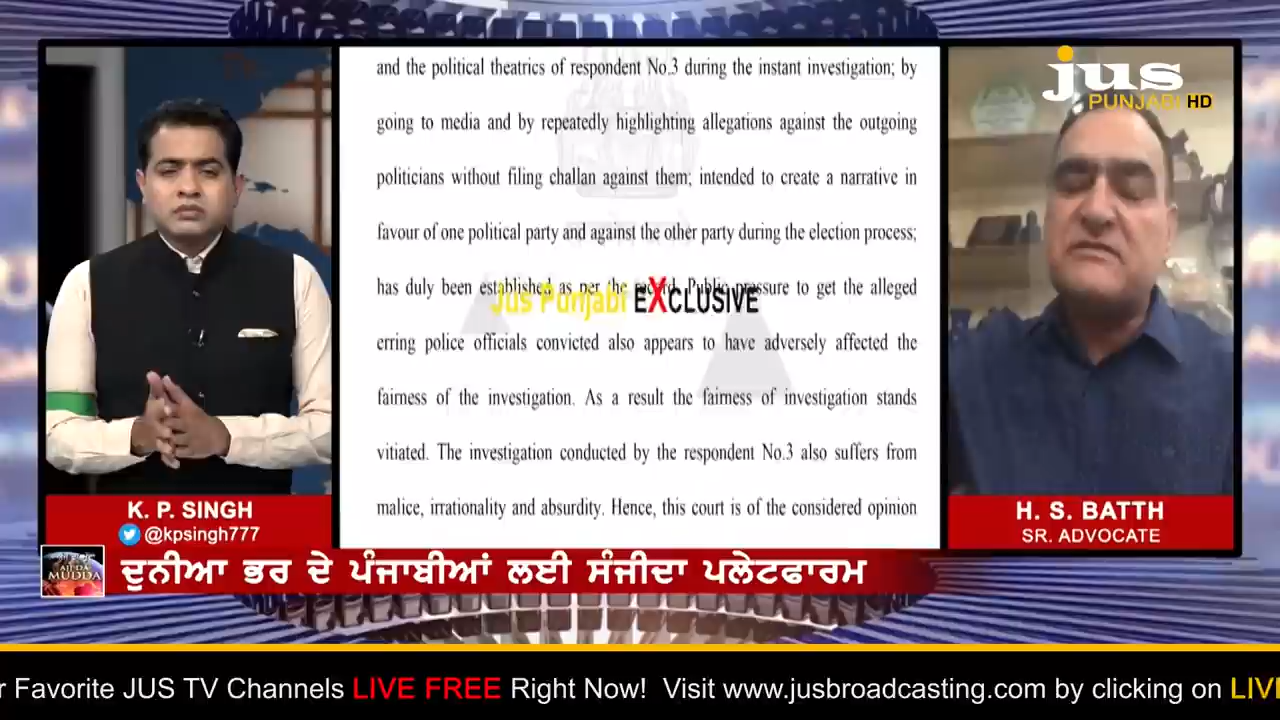 jus
PUNJABI HD
and the political theatrics of respondent No.3 during the instant investigation; by
going to media and by repeatedly highlighting allegations against the outgoing
politicians without filing challan against them; intended to create a narrative in
favour of one political party and against the other party during the election process;
has duly been established as per the record. Public pressure to get the alleged
Jus Punjabi EXCLUSIVE
erring police officials convicted also appears to have adversely affected the
fairness of the investigation. As a result the fairness of investigation stands
vitiated. The investigation conducted by the respondent No.3 also suffers from
malice, irrationality and absurdity. Hence, this court is of the considered opinion
K. P. SINGH
@kpsingh777
H. S. BATTH
SR. ADVOCATE
MUDDA
ਦੁਨੀਆ ਭਰ ਦੇ ਪੰਜਾਬੀਆਂ ਲਈ ਸੰਜੀਦਾ ਪਲੇਟਫਾਰਮ
r Favorite JUS TV Channels LIVE FREE Right Now! Visit www.jusbroadcasting.com by clicking on LIVE